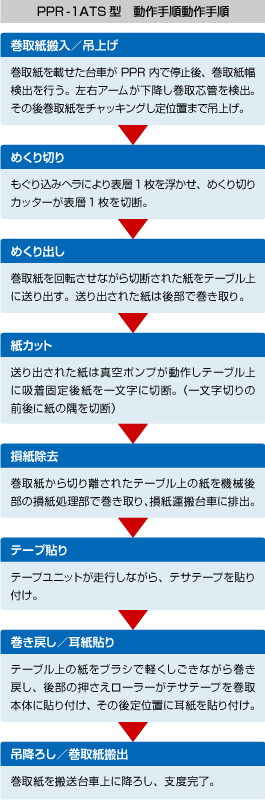 PPR-1ATS型　動作手順動作手順
巻取紙搬入／吊上げ
巻取紙を載せた台車が PPR 内で停止後、巻取紙幅
検出を行う。左右アームが下降し巻取芯管を検出。
その後巻取紙をチャッキングし定位置まで吊上げ。
めくり切り
もぐり込みヘラにより表層１枚を浮かせ、めくり切り
カッターが表層１枚を切断。
めくり出し
巻取紙を回転させながら切断された紙をテーブル上
に送り出す。送り出された紙は後部で巻き取り。
紙カット
送り出された紙は真空ポンプが動作しテーブル上
に吸着固定後紙を一文字に切断。（一文字切りの
前後に紙の隅を切断）
損紙除去
巻取紙から切り離されたテーブル上の紙を機械後
部の損紙処理部で巻き取り、損紙運搬台車に排出。
テープ貼り
テープユニットが走行しながら、テサテープを貼り
付け。
巻き戻し／耳紙貼り
テーブル上の紙をブラシで軽くしごきながら巻き
戻し、後部の押さえローラーがテサテープを巻取
本体に貼り付け、その後定位置に耳紙を貼り付け。
吊降ろし／巻取紙搬出
巻取紙を搬送台車上に降ろし、支度完了。